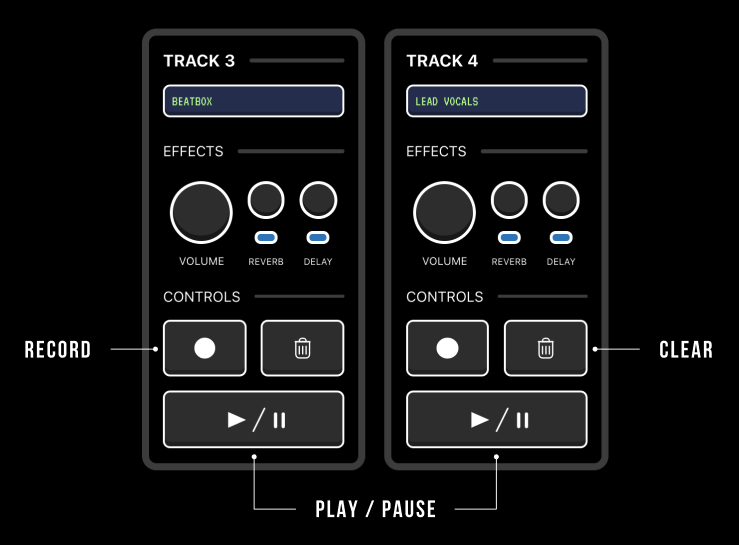 TRACK 3
BEATBOX
EFFECTS
VOLUME
REVERB
DELAY
CONTROLS
TRACK 4
LEAD VOCALS
EFFECTS
VOLUME
REVERB
DELAY
CONTROLS
RECORD
CLEAR
PLAY / PAUSE